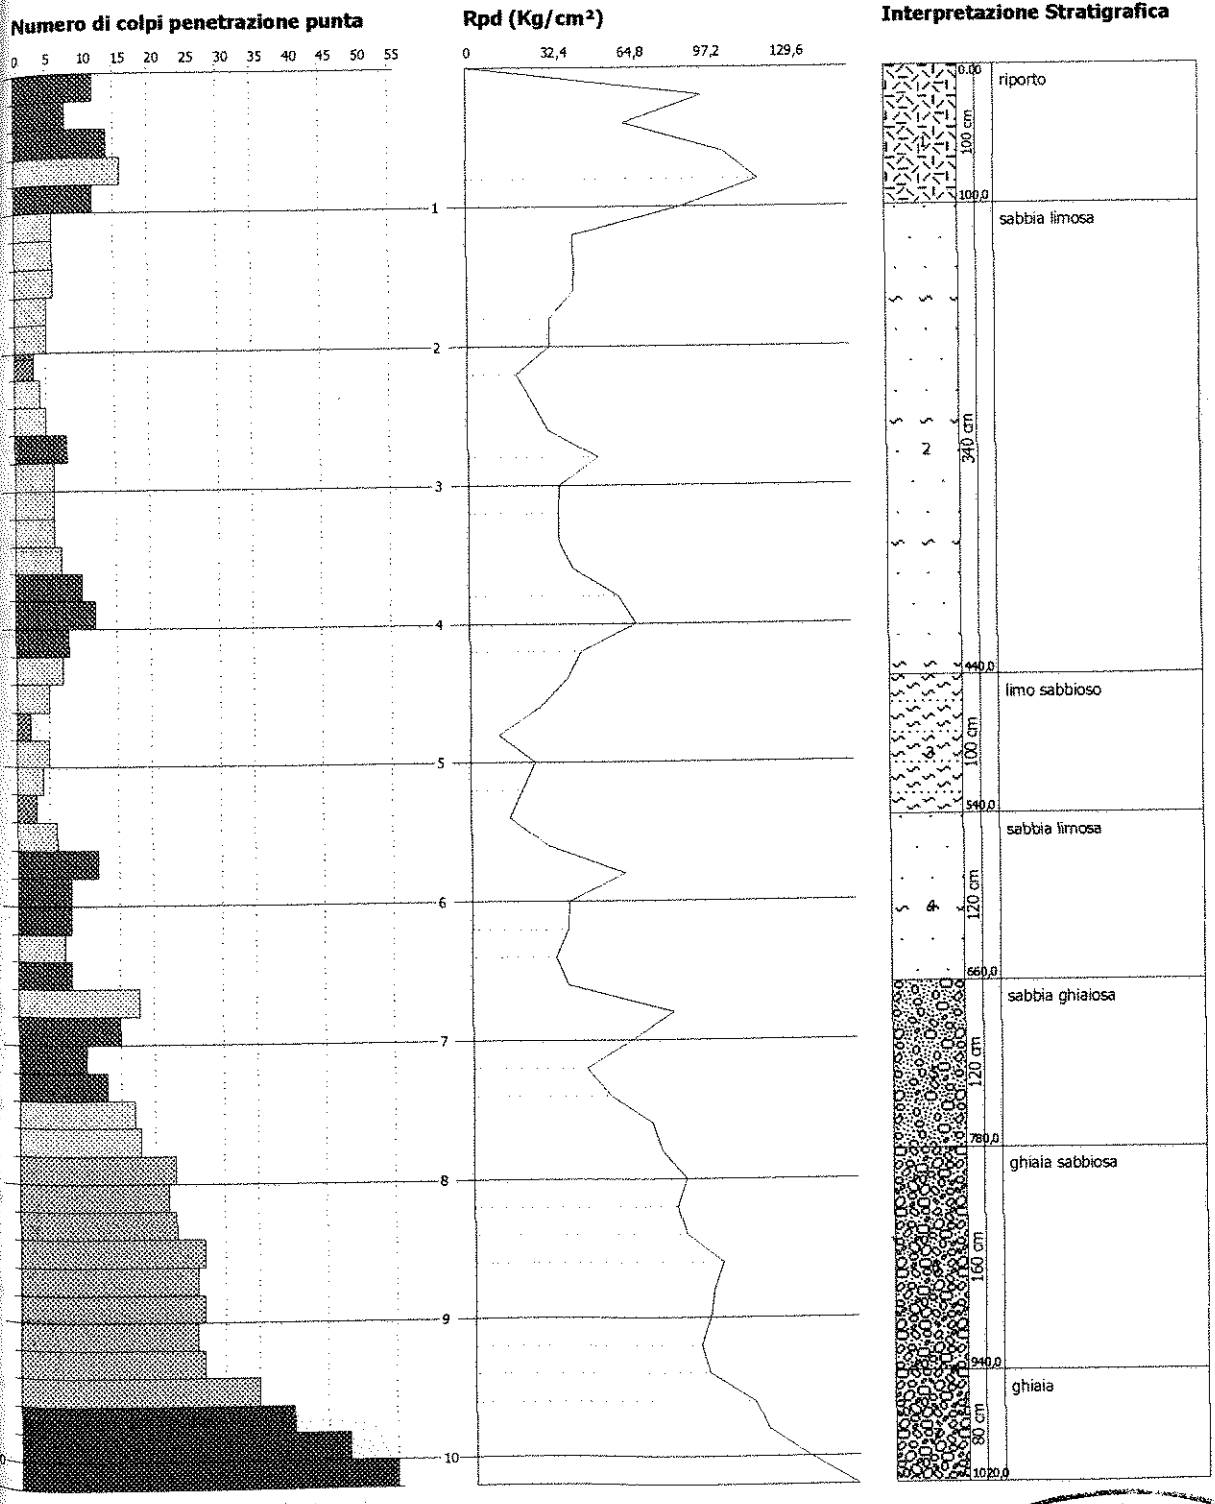 Numero di colpi penetrazione punta
0 5 10 15 20 25 30 35 40 45 50 55
Rpd (Kg/cm²)
0 32,4 64,8 97,2 129,6
Interpretazione Stratigrafica
0.00
riporto
1
100 cm
100,0
1
sabbia limosa
2
2
340 cm
3
4
440,0
limo sabbioso
3
100 cm
5
540,0
sabbia limosa
4
120 cm
6
660,0
sabbia ghiaiosa
120 cm
7
780,0
ghiaia sabbiosa
8
160 cm
9
940,0
ghiaia
80 cm
0
10
1020,0